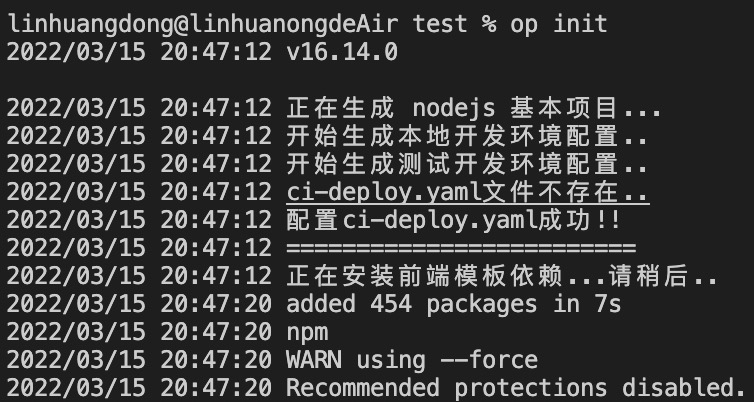 linhuangdong@linhuanongdeAir test % op init
2022/03/15 20:47:12 v16.14.0
2022/03/15 20:47:12 正在生成 nodejs 基本项目...
2022/03/15 20:47:12 开始生成本地开发环境配置..
2022/03/15 20:47:12 开始生成测试开发环境配置..
2022/03/15 20:47:12 ci-deploy.yaml文件不存在..
2022/03/15 20:47:12 配置ci-deploy.yaml成功!!
2022/03/15 20:47:12 =========================
2022/03/15 20:47:12 正在安装前端模板依赖...请稍后..
2022/03/15 20:47:20 added 454 packages in 7s
2022/03/15 20:47:20 npm
2022/03/15 20:47:20 WARN using --force
2022/03/15 20:47:20 Recommended protections disabled.